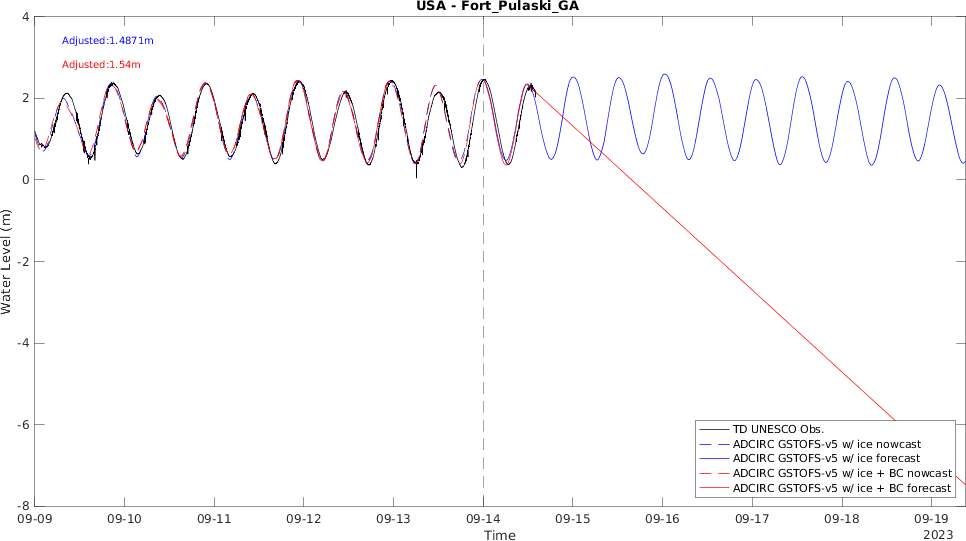 USA - Fort_Pulaski_GA
Adjusted:1.4871m
Adjusted:1.54m
4
2
0
-2
-4
-6
-8
Water Level (m)
TD UNESCO Obs.
ADCIRC GSTOFS-v5 w/ ice nowcast
ADCIRC GSTOFS-v5 w/ ice forecast
ADCIRC GSTOFS-v5 w/ ice + BC nowcast
ADCIRC GSTOFS-v5 w/ ice + BC forecast
09-09 09-10 09-11 09-12 09-13 09-14 09-15 09-16 09-17 09-18 09-19
Time
2023